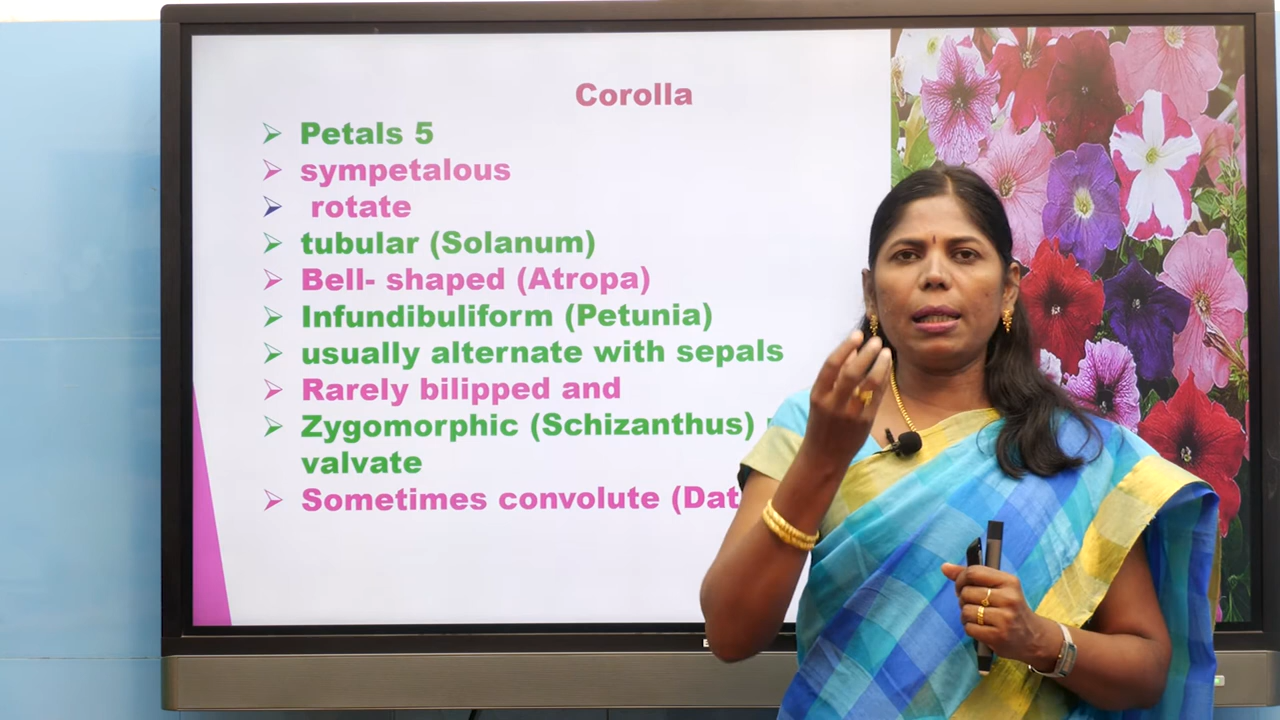 Corolla
Petals 5
sympetalous
rotate
tubular (Solanum)
Bell- shaped (Atropa)
Infundibuliform (Petunia)
usually alternate with sepals
Rarely bilipped and
Zygomorphic (Schizanthus)
valvate
Sometimes convolute (Dat